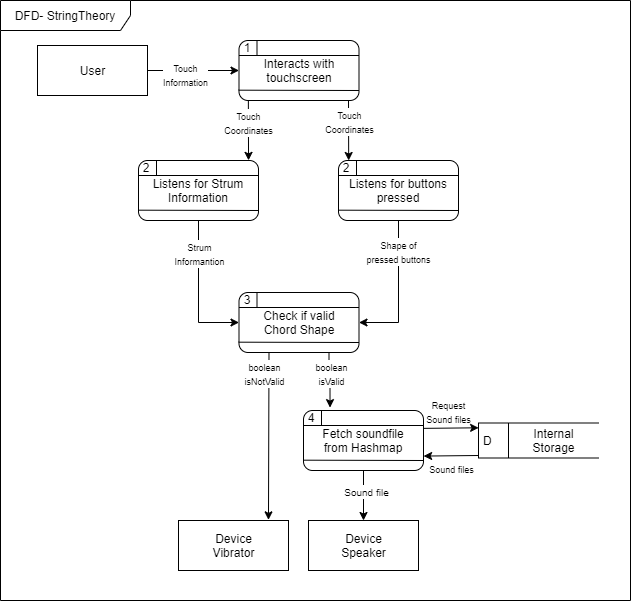 DFD- StringTheory
User
Touch
Information
1
Interacts with
touchscreen
Touch
Coordinates
Touch
Coordinates
2
Listens for Strum
Information
2
Listens for buttons
pressed
Strum
Informantion
Shape of
pressed buttons
3
Check if valid
Chord Shape
boolean
isNotValid
boolean
isValid
4
Fetch soundfile
from Hashmap
Request
Sound files
D
Internal
Storage
Sound files
Sound file
Device
Vibrator
Device
Speaker